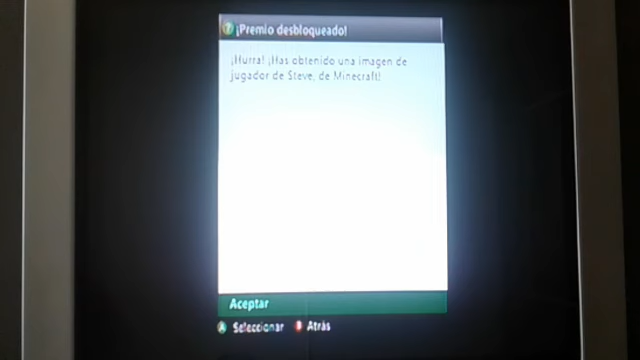 ¡Premio desbloqueado!
¡Hurra! ¡Has obtenido una imagen de
jugador de Steve, de Minecraft!
Aceptar
A Seleccionar B Atrás